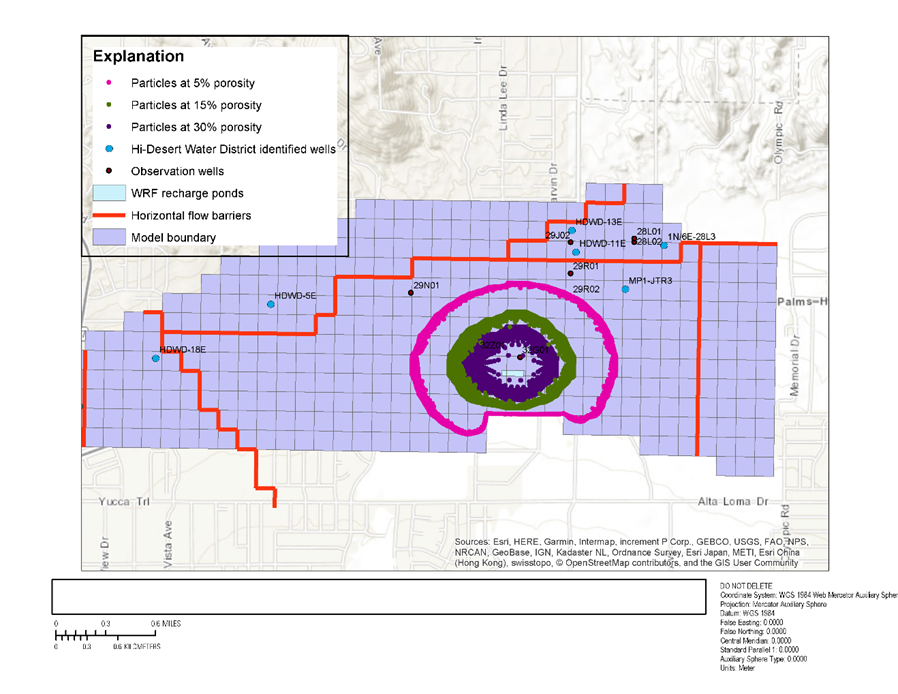 Explanation
Particles at 5% porosity
Particles at 15% porosity
Particles at 30% porosity
Hi-Desert Water District identified wells
Observation wells
WRF recharge ponds
Horizontal flow barriers
Model boundary
Ave
Linda Lee Dr
Dr
Olympic Rd
HDWD-13E
29J02
28L01
28L02
1N/6E-28L3
HDWD-11E
29R01
29N01
29R02
MP1-JTR3
HDWD-5E
Palms-H
HDWD-18E
Memorial Dr
Yucca Trl
Alta Loma Dr
Vista Ave
iew Dr
pic Rd
Sources: Esri, HERE, Garmin, Intermap, increment P Corp., GEBCO, USGS, FAO, NPS,
NRCAN, GeoBase, IGN, Kadaster NL, Ordnance Survey, Esri Japan, METI, Esri China
(Hong Kong), swisstopo, © OpenStreetMap contributors, and the GIS User Community
0 0.3 0.6 MILES
0 0.3 0.6 KILOMETERS
DO NOT DELETE
Coordinate System: WGS 1984 Web Mercator Auxiliary Spher
Projection: Mercator Auxiliary Sphere
Datum: WGS 1984
False Easting: 0.0000
False Northing: 0.0000
Central Meridian: 0.0000
Standard Parallel 1: 0.0000
Auxiliary Sphere Type: 0.0000
Units: Meter